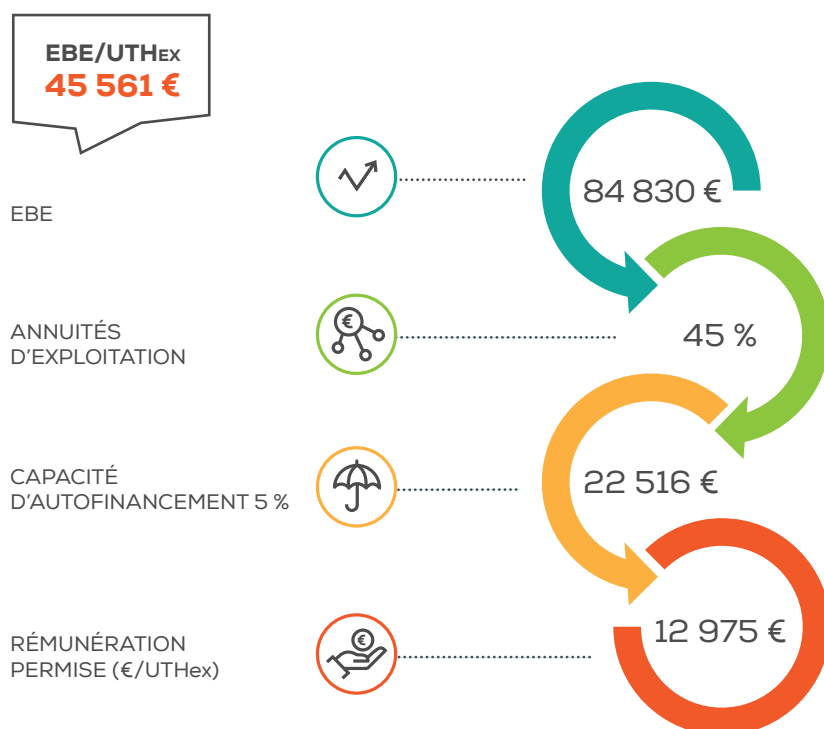 EBE/UTHEX
45 561 €
EBE
84 830 €
ANNUITÉS
D'EXPLOITATION
€
45 %
CAPACITÉ
D'AUTOFINANCEMENT 5 %
22 516 €
RÉMUNÉRATION
PERMISE (€/UTHex)
€
12 975 €